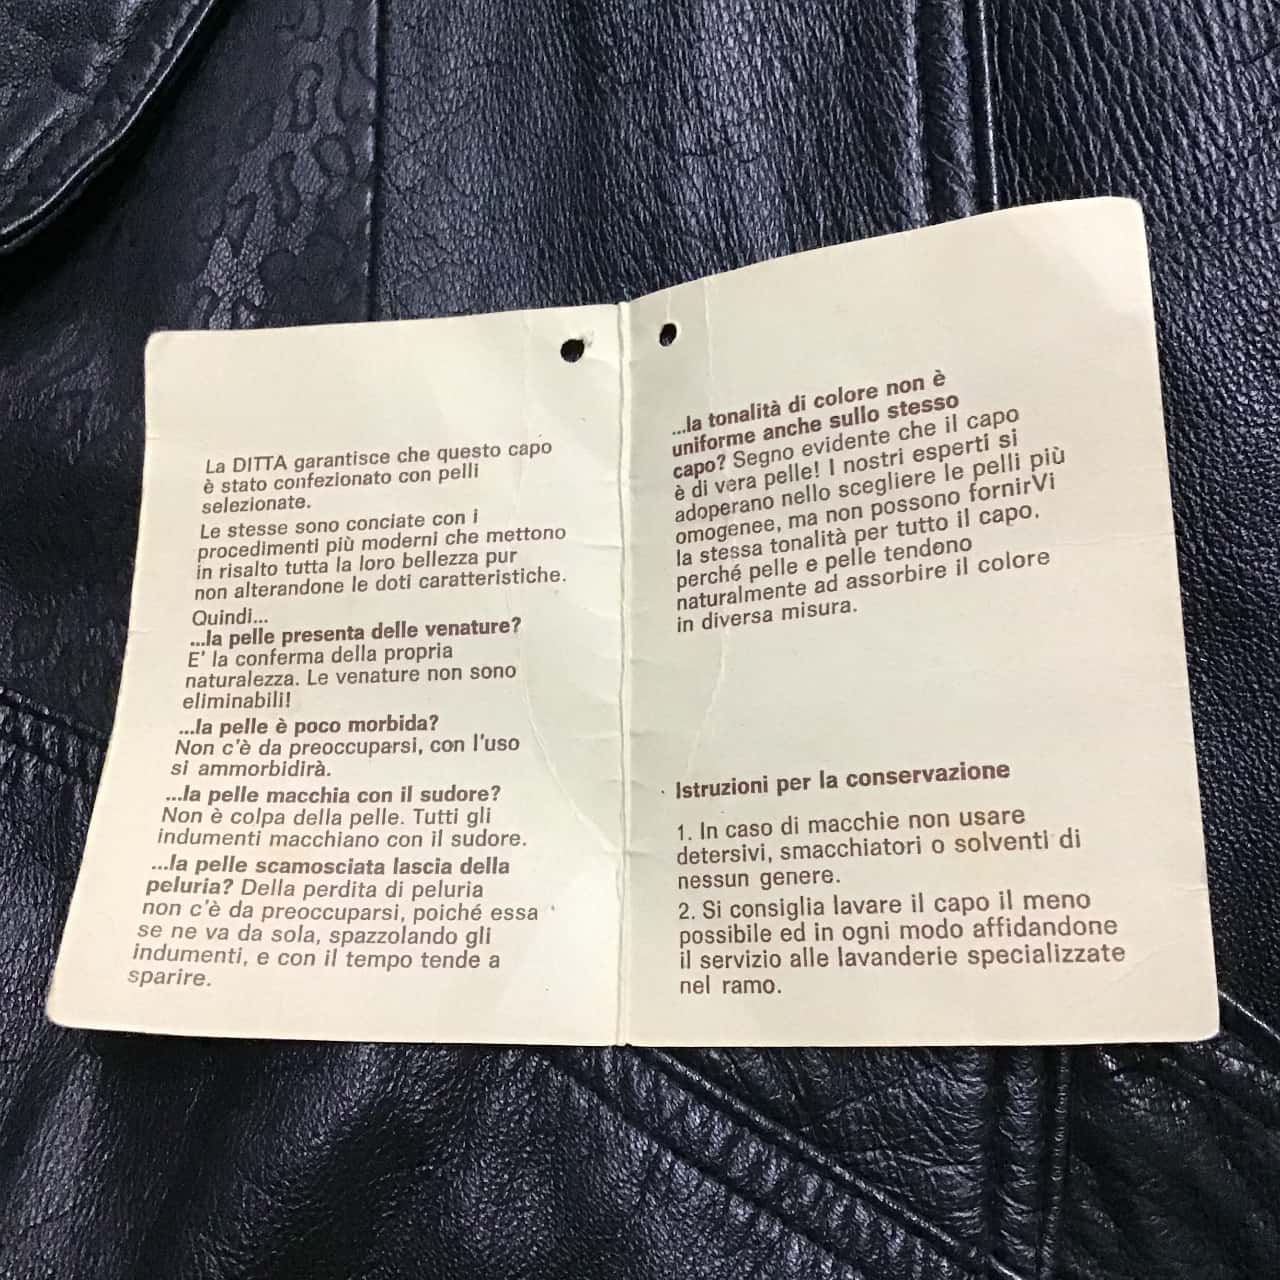 La DITTA garantisce che questo capo
è stato confezionato con pelli
selezionate.
Le stesse sono conciate con i
procedimenti più moderni che mettono
in risalto tutta la loro bellezza pur
non alterandone le doti caratteristiche.
Quindi...
...la pelle presenta delle venature?
E' la conferma della propria
naturalezza. Le venature non sono
eliminabili!
...la pelle è poco morbida?
Non c'è da preoccuparsi, con l'uso
si ammorbidirà.
...la pelle macchia con il sudore?
Non è colpa della pelle. Tutti gli
indumenti macchiano con il sudore.
...la pelle scamosciata lascia della
peluria? Della perdita di peluria
non c'è da preoccuparsi, poiché essa
se ne va da sola, spazzolando gli
indumenti, e con il tempo tende a
sparire.
...la tonalità di colore non è
uniforme anche sullo stesso
capo? Segno evidente che il capo
è di vera pelle! I nostri esperti si
adoperano nello scegliere le pelli più
omogenee, ma non possono fornirVi
la stessa tonalità per tutto il capo,
perché pelle e pelle tendono
naturalmente ad assorbire il colore
in diversa misura.
Istruzioni per la conservazione
1. In caso di macchie non usare
detersivi, smacchiatori o solventi di
nessun genere.
2. Si consiglia lavare il capo il meno
possibile ed in ogni modo affidandone
il servizio alle lavanderie specializzate
nel ramo.